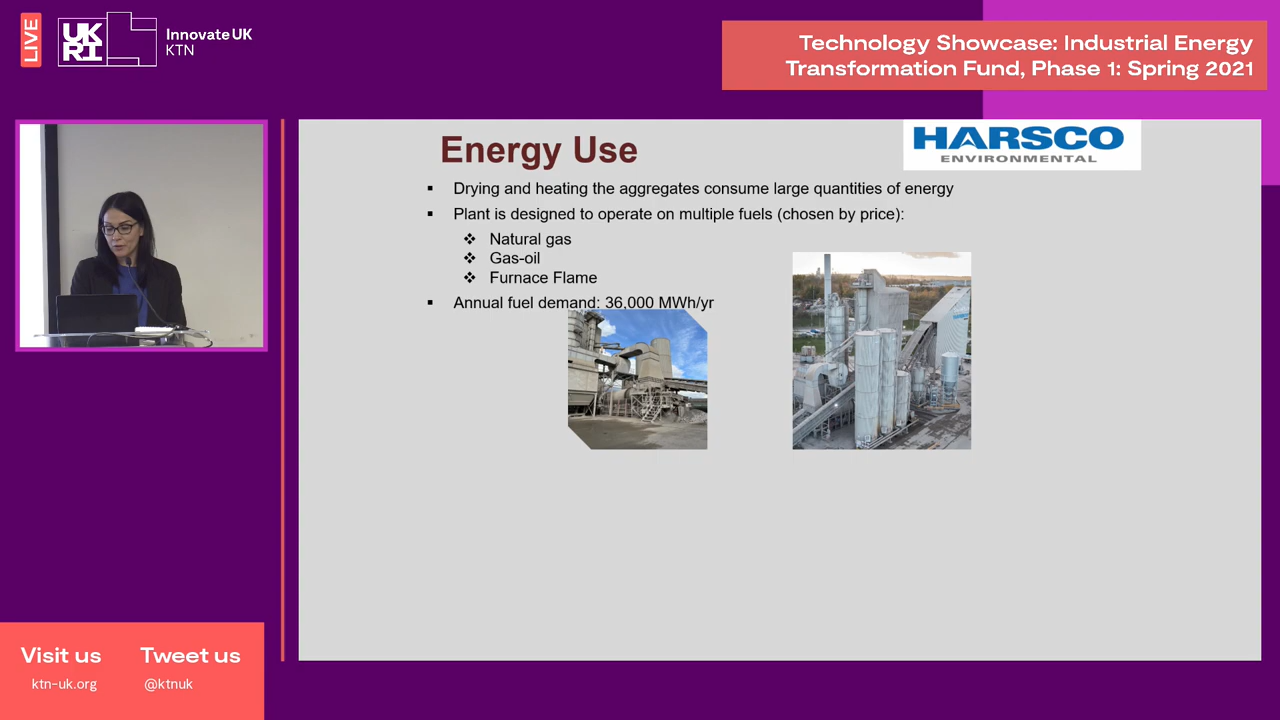 LIVE
UK
RI
Innovate UK
KTN
Technology Showcase: Industrial Energy
Transformation Fund, Phase 1: Spring 2021
Energy Use
HARSCO
ENVIRONMENTAL
▪ Drying and heating the aggregates consume large quantities of energy
▪ Plant is designed to operate on multiple fuels (chosen by price):
❖ Natural gas
❖ Gas-oil
❖ Furnace Flame
▪ Annual fuel demand: 36,000 MWh/yr
Visit us
ktn-uk.org
Tweet us
@ktnuk